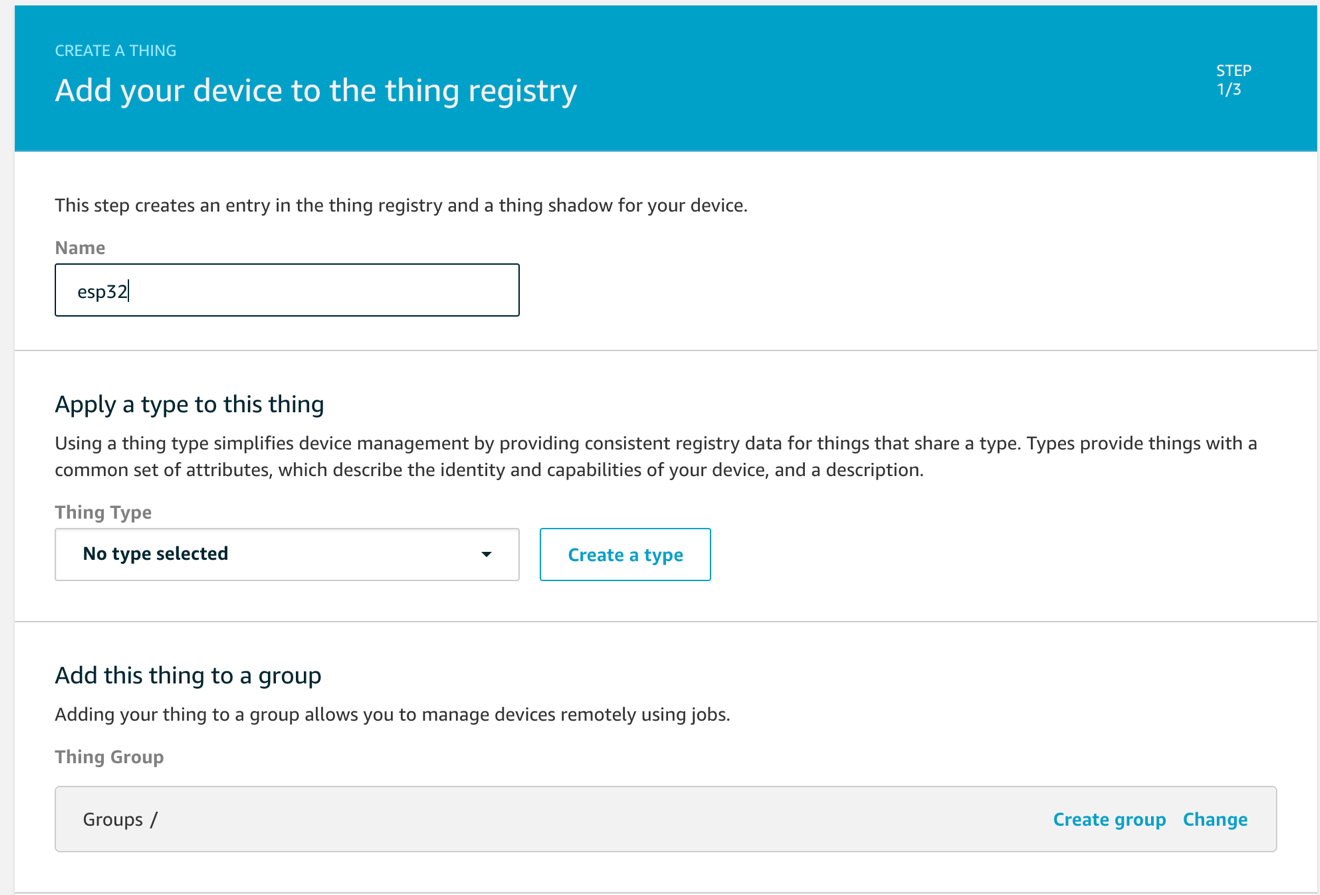 CREATE A THING
Add your device to the thing registry
STEP
1/3
This step creates an entry in the thing registry and a thing shadow for your device.
Name
esp32
Apply a type to this thing
Using a thing type simplifies device management by providing consistent registry data for things that share a type. Types provide things with a
common set of attributes, which describe the identity and capabilities of your device, and a description.
Thing Type
No type selected
Create a type
Add this thing to a group
Adding your thing to a group allows you to manage devices remotely using jobs.
Thing Group
Groups /
Create group Change